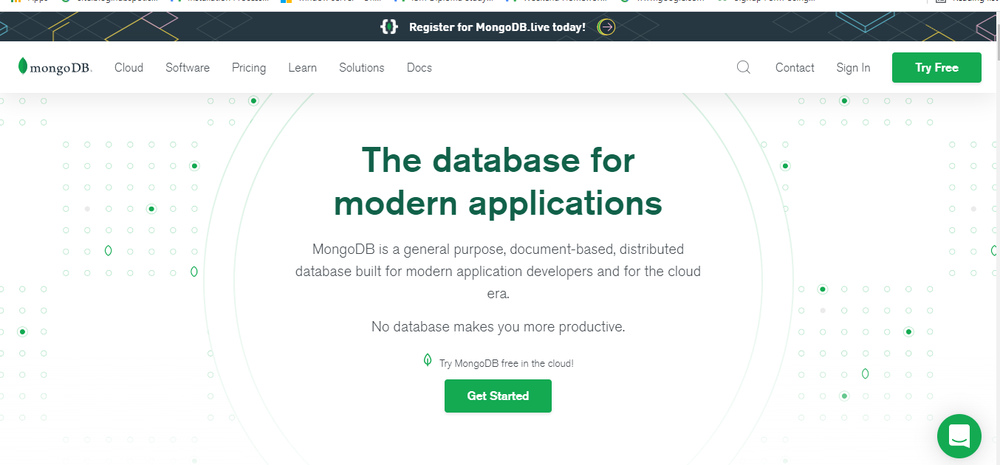 Register for MongoDB.live today!
mongoDB.
Cloud
Software
Pricing
Learn
Solutions
Docs
Contact
Sign In
Try Free
The database for
modern applications
MongoDB is a general purpose, document-based, distributed
database built for modern application developers and for the cloud
era.
No database makes you more productive.
Try MongoDB free in the cloud!
Get Started